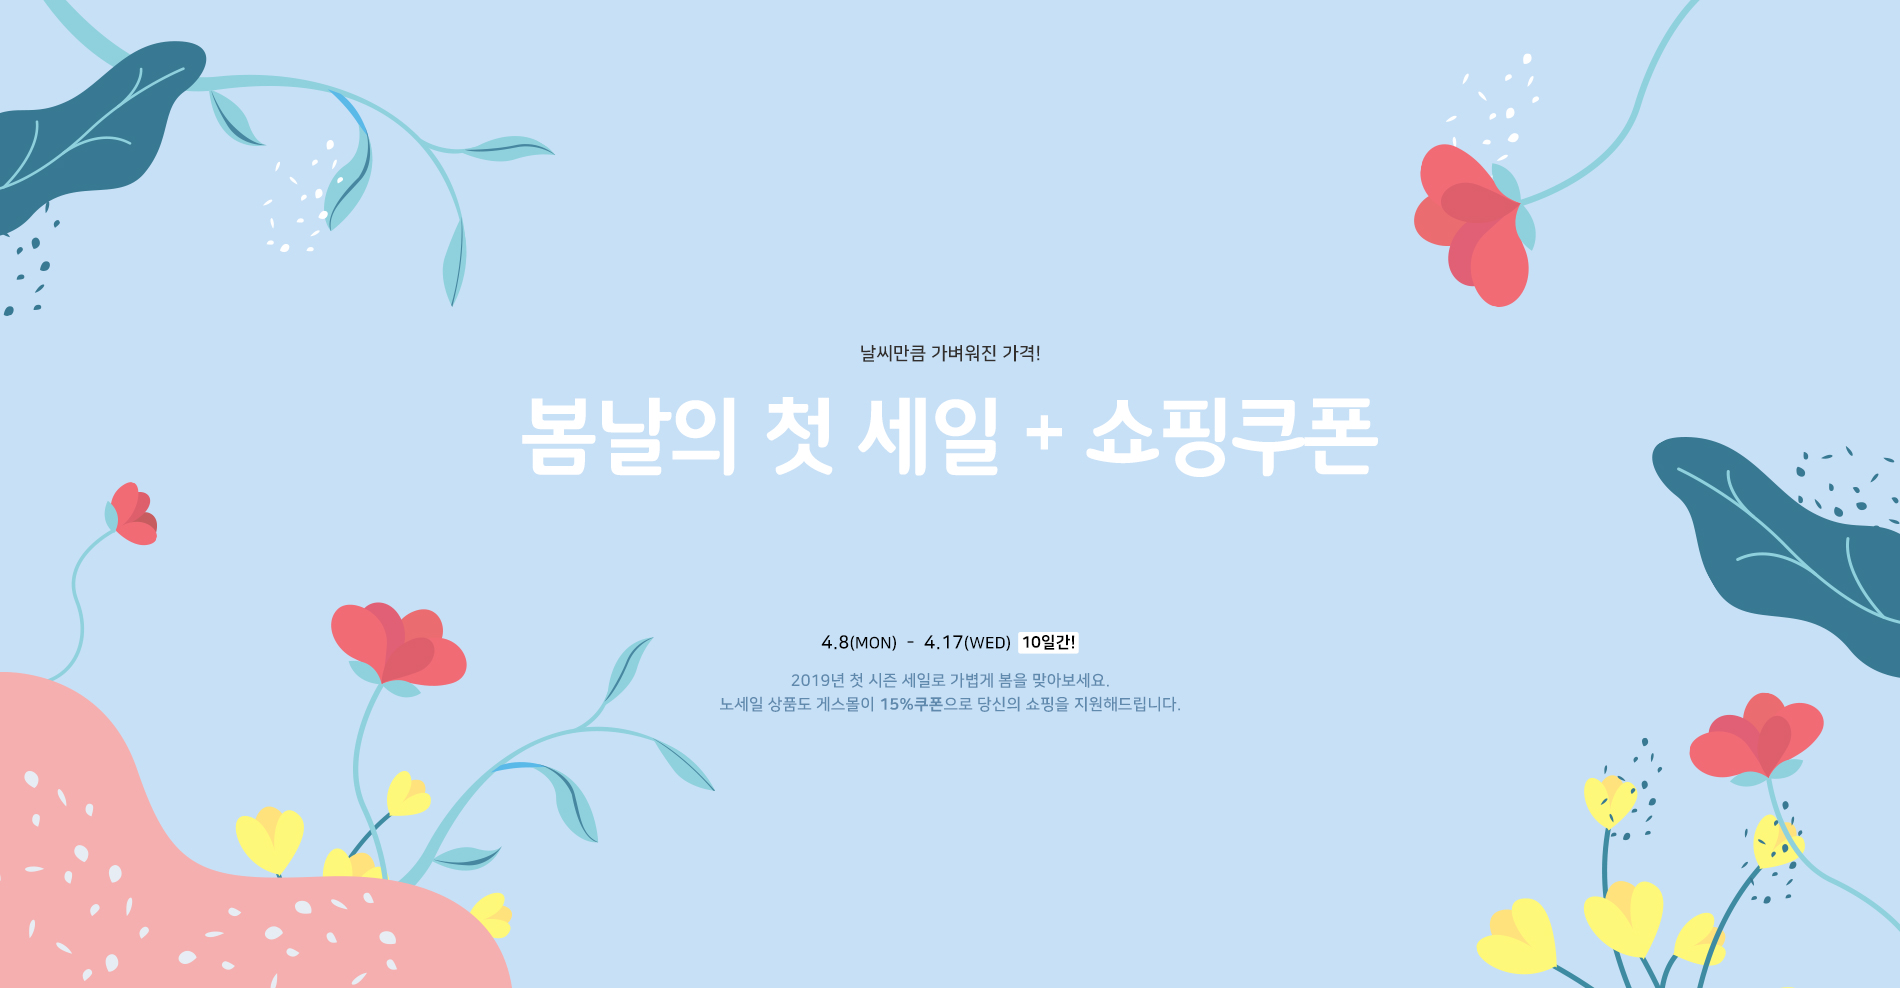 날씨만큼 가벼워진 가격!
봄날의 첫 세일 + 쇼핑쿠폰
4.8(MON) - 4.17(WED) 10일간!
2019년 첫 시즌 세일로 가볍게 봄을 맞아보세요.
노세일 상품도 게스몰이 15%쿠폰으로 당신의 쇼핑을 지원해드립니다.